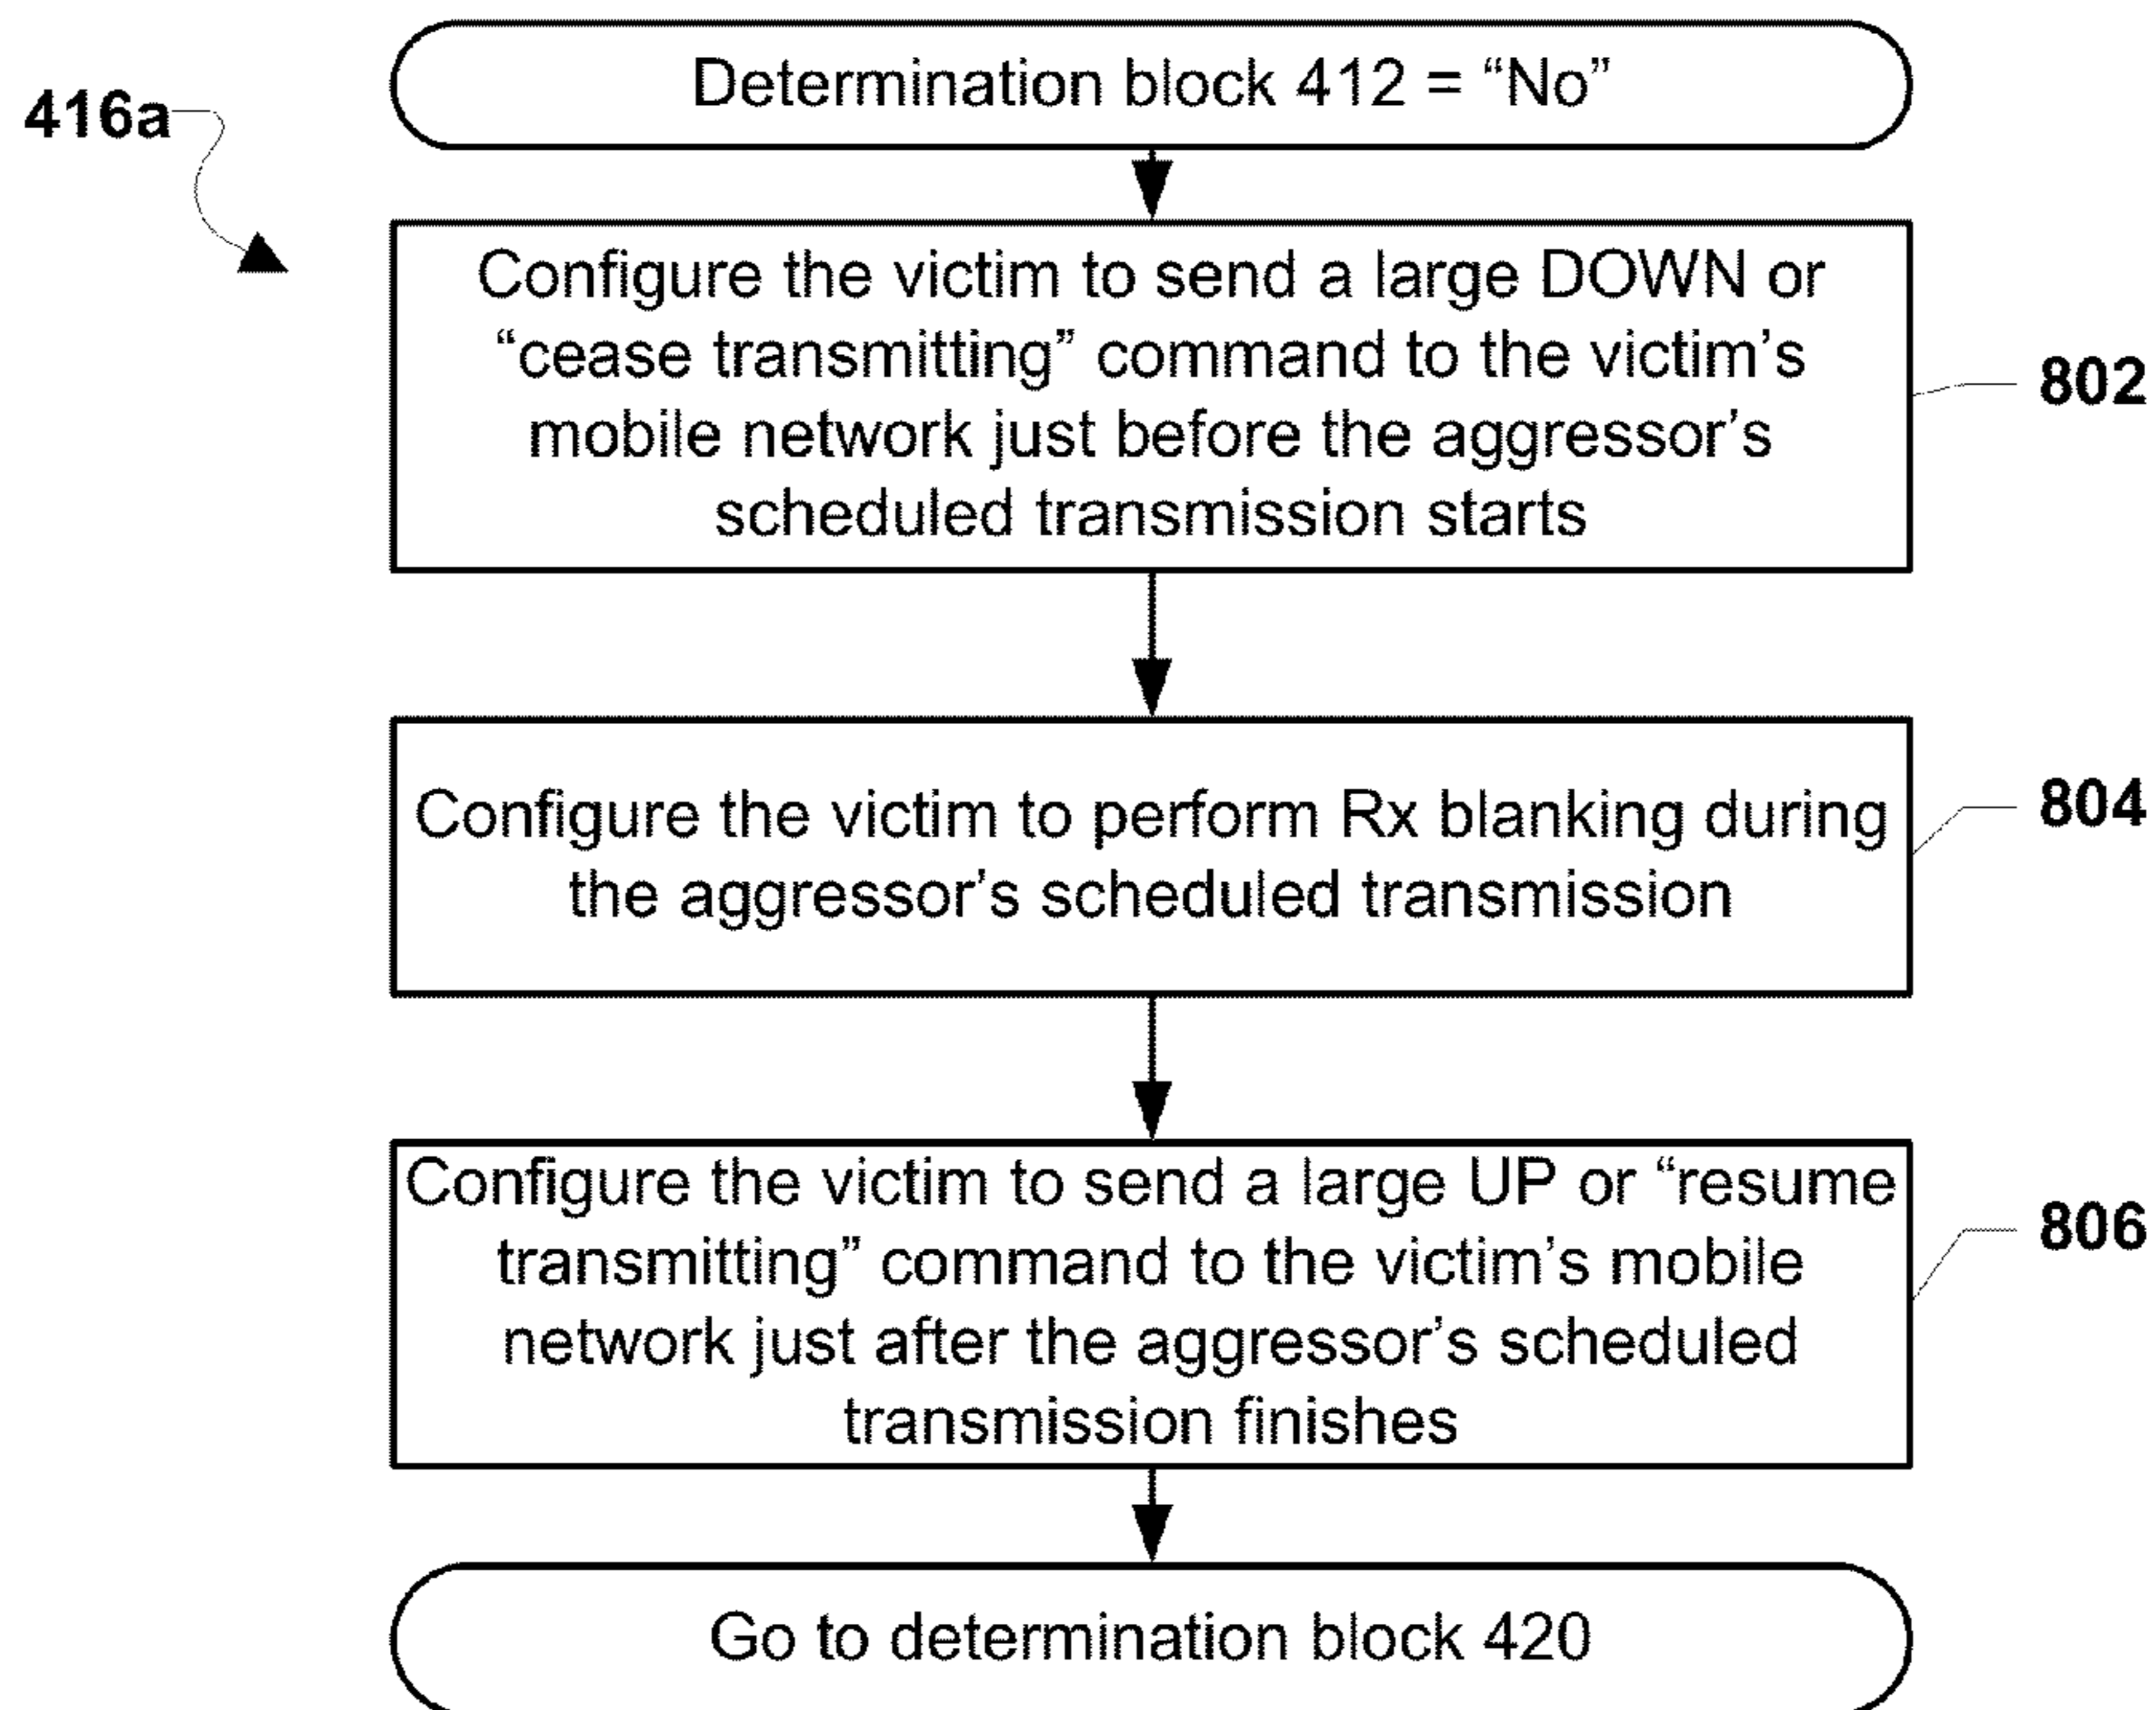 Determination block 412 = “No”
416a
Configure the victim to send a large DOWN or
“cease transmitting” command to the victim’s
mobile network just before the aggressor’s
scheduled transmission starts
802
Configure the victim to perform Rx blanking during
the aggressor’s scheduled transmission
804
Configure the victim to send a large UP or “resume
transmitting” command to the victim’s mobile
network just after the aggressor’s scheduled
transmission finishes
806
Go to determination block 420